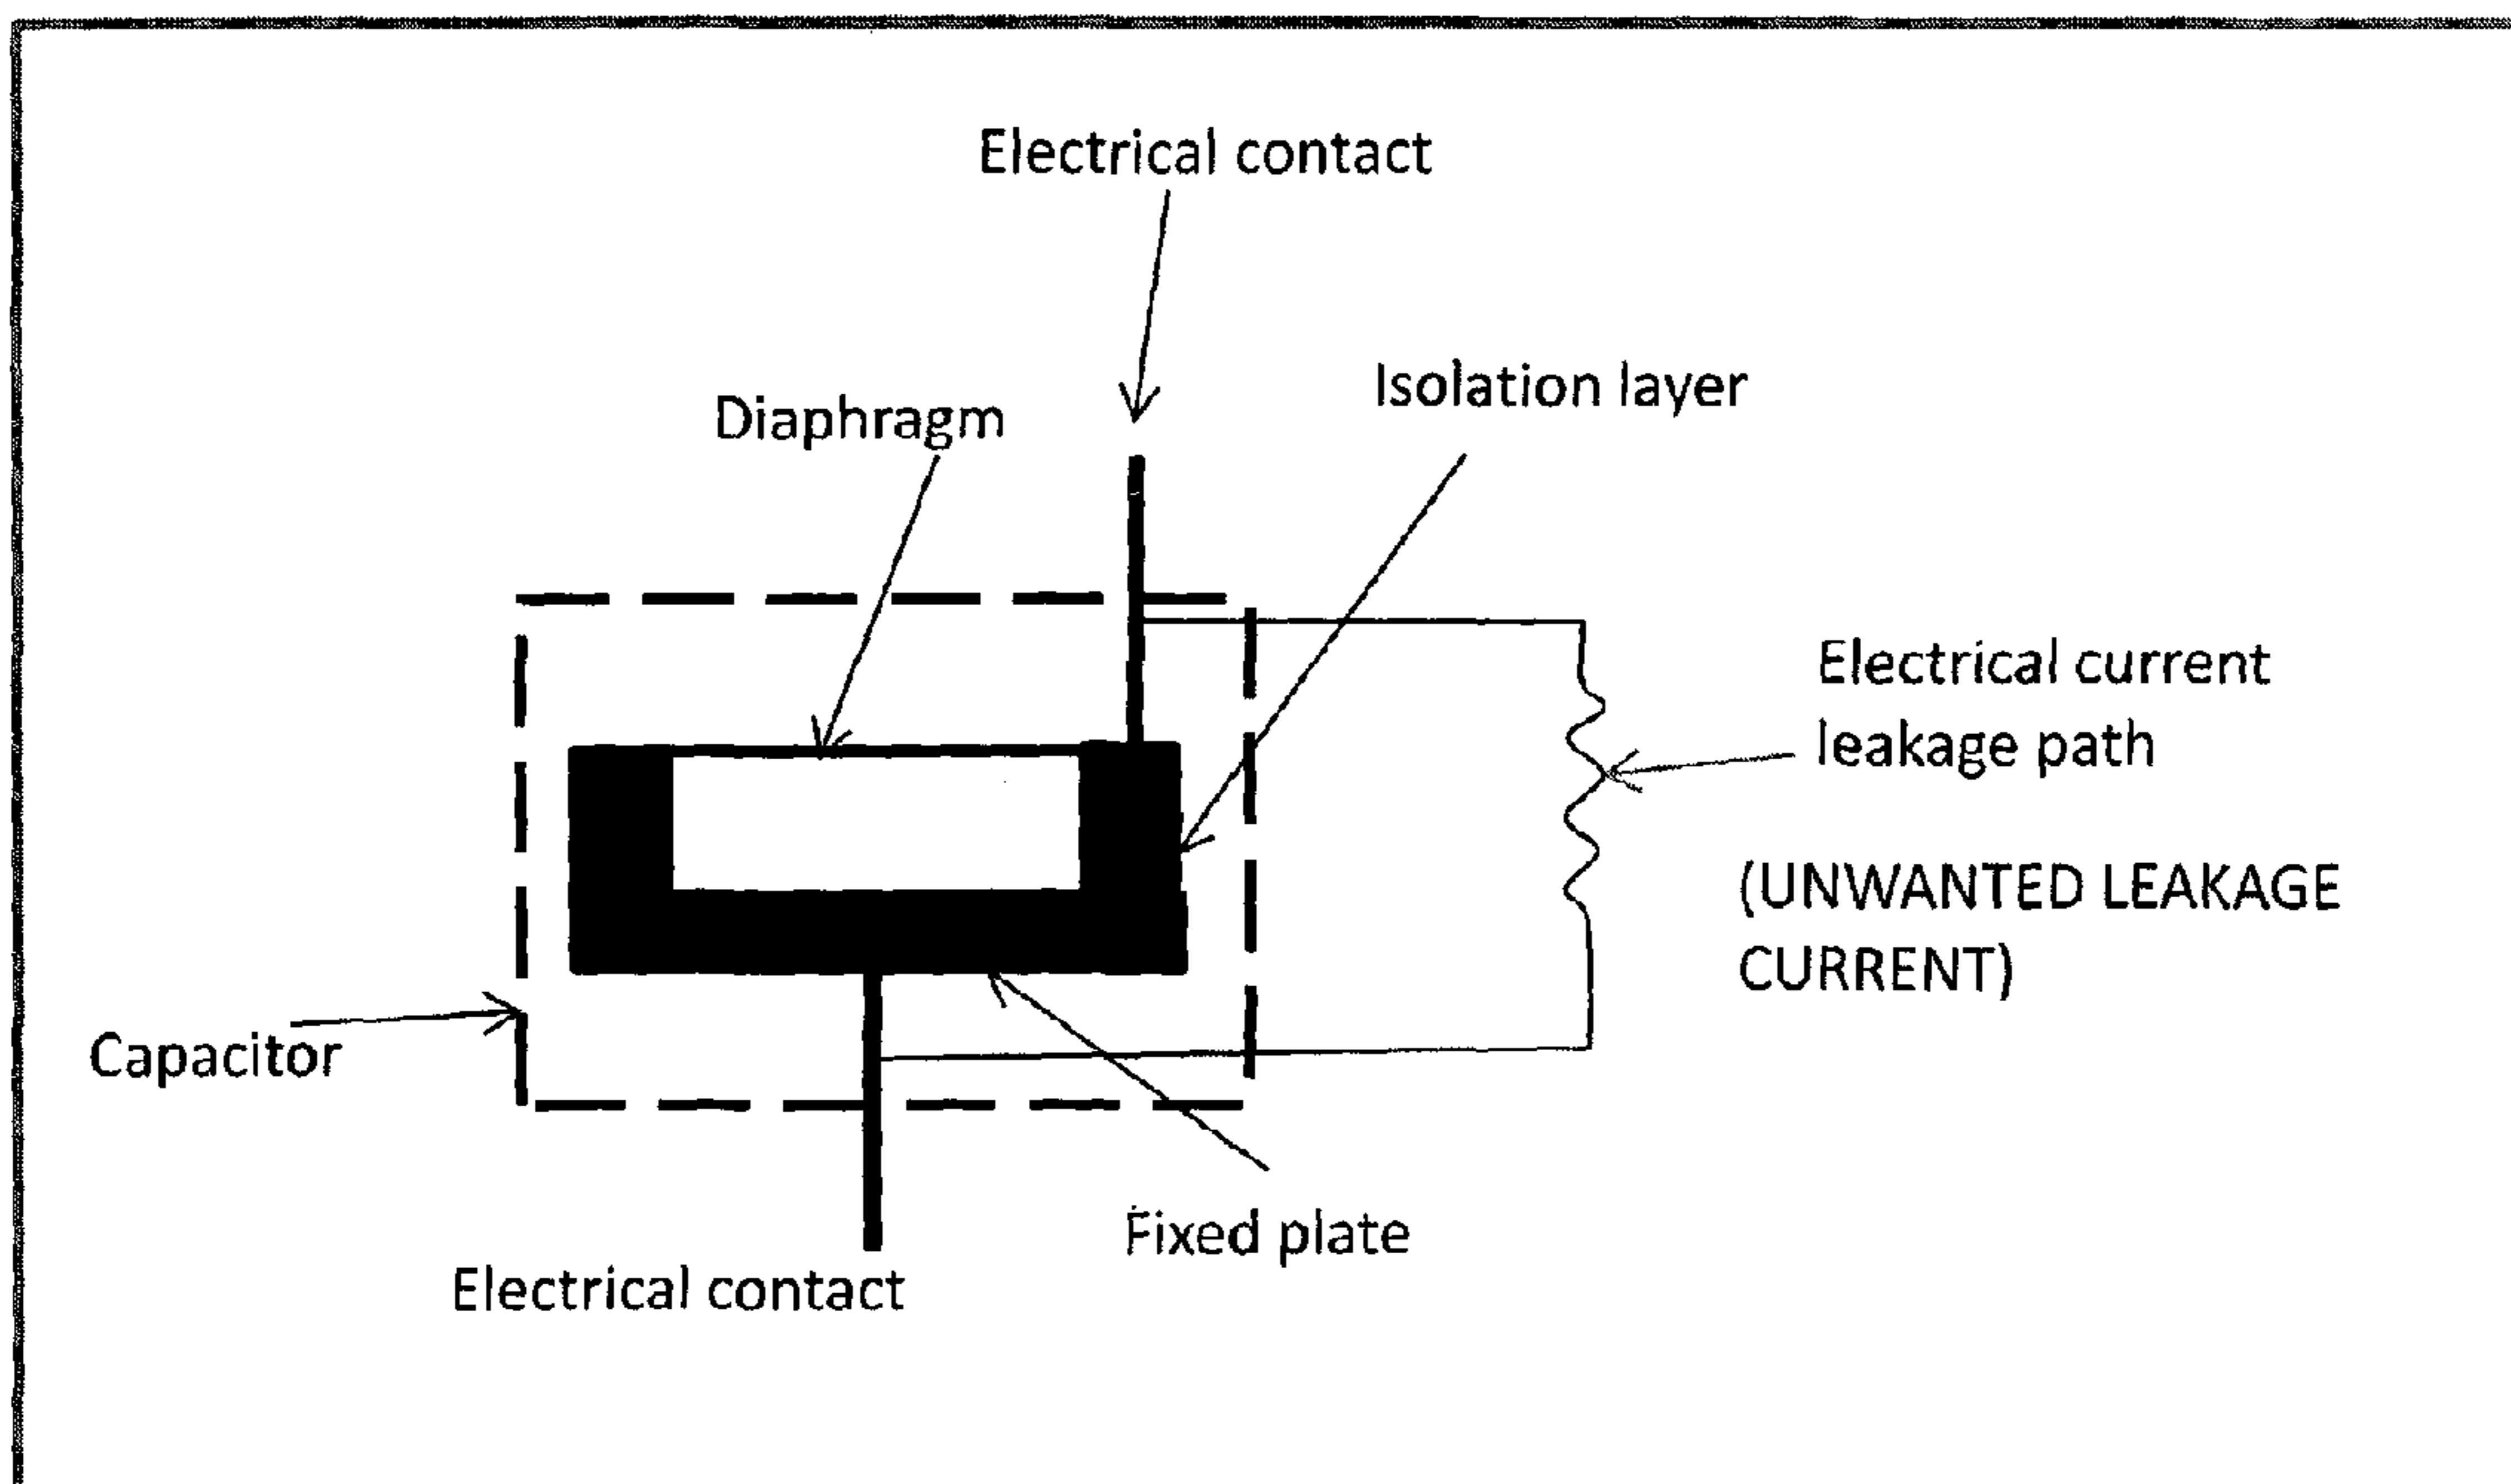 Electrical contact
Isolation layer
Diaphragm
Electrical current
leakage path
(UNWANTED LEAKAGE
CURRENT)
Capacitor
Fixed plate
Electrical contact